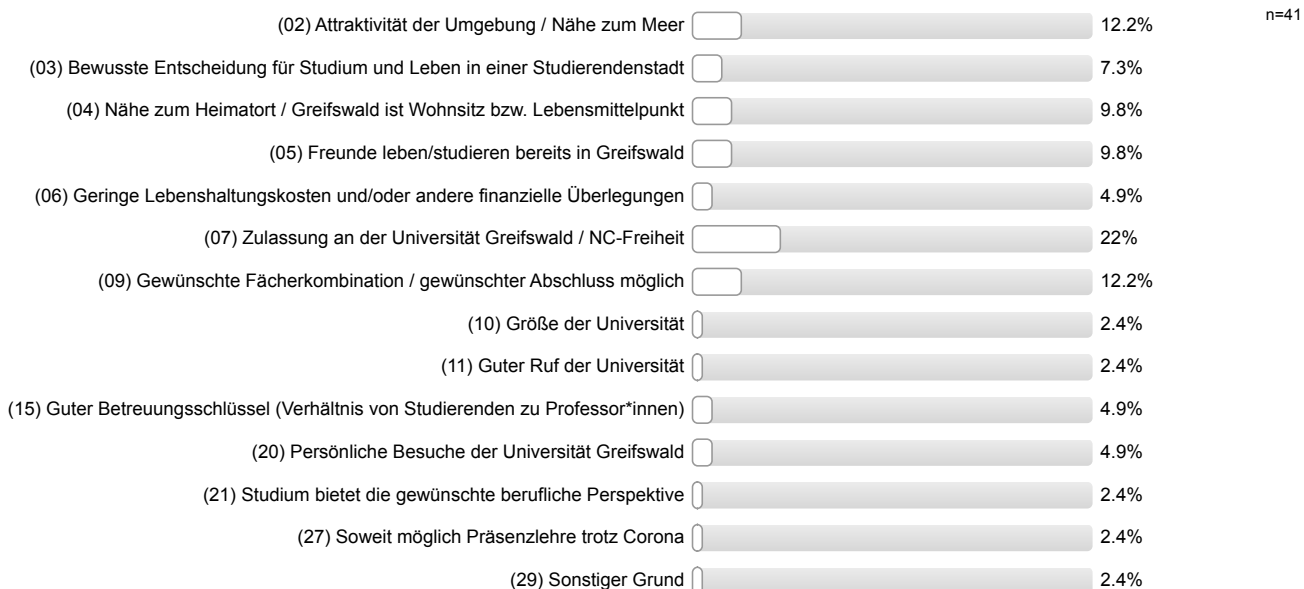 (02) Attraktivität der Umgebung / Nähe zum Meer 12.2% n=41
(03) Bewusste Entscheidung für Studium und Leben in einer Studierendenstadt 7.3%
(04) Nähe zum Heimatort / Greifswald ist Wohnsitz bzw. Lebensmittelpunkt 9.8%
(05) Freunde leben/studieren bereits in Greifswald 9.8%
(06) Geringe Lebenshaltungskosten und/oder andere finanzielle Überlegungen 4.9%
(07) Zulassung an der Universität Greifswald / NC-Freiheit 22%
(09) Gewünschte Fächerkombination / gewünschter Abschluss möglich 12.2%
(10) Größe der Universität 2.4%
(11) Guter Ruf der Universität 2.4%
(15) Guter Betreuungsschlüssel (Verhältnis von Studierenden zu Professor*innen) 4.9%
(20) Persönliche Besuche der Universität Greifswald 4.9%
(21) Studium bietet die gewünschte berufliche Perspektive 2.4%
(27) Soweit möglich Präsenzlehre trotz Corona 2.4%
(29) Sonstiger Grund 2.4%